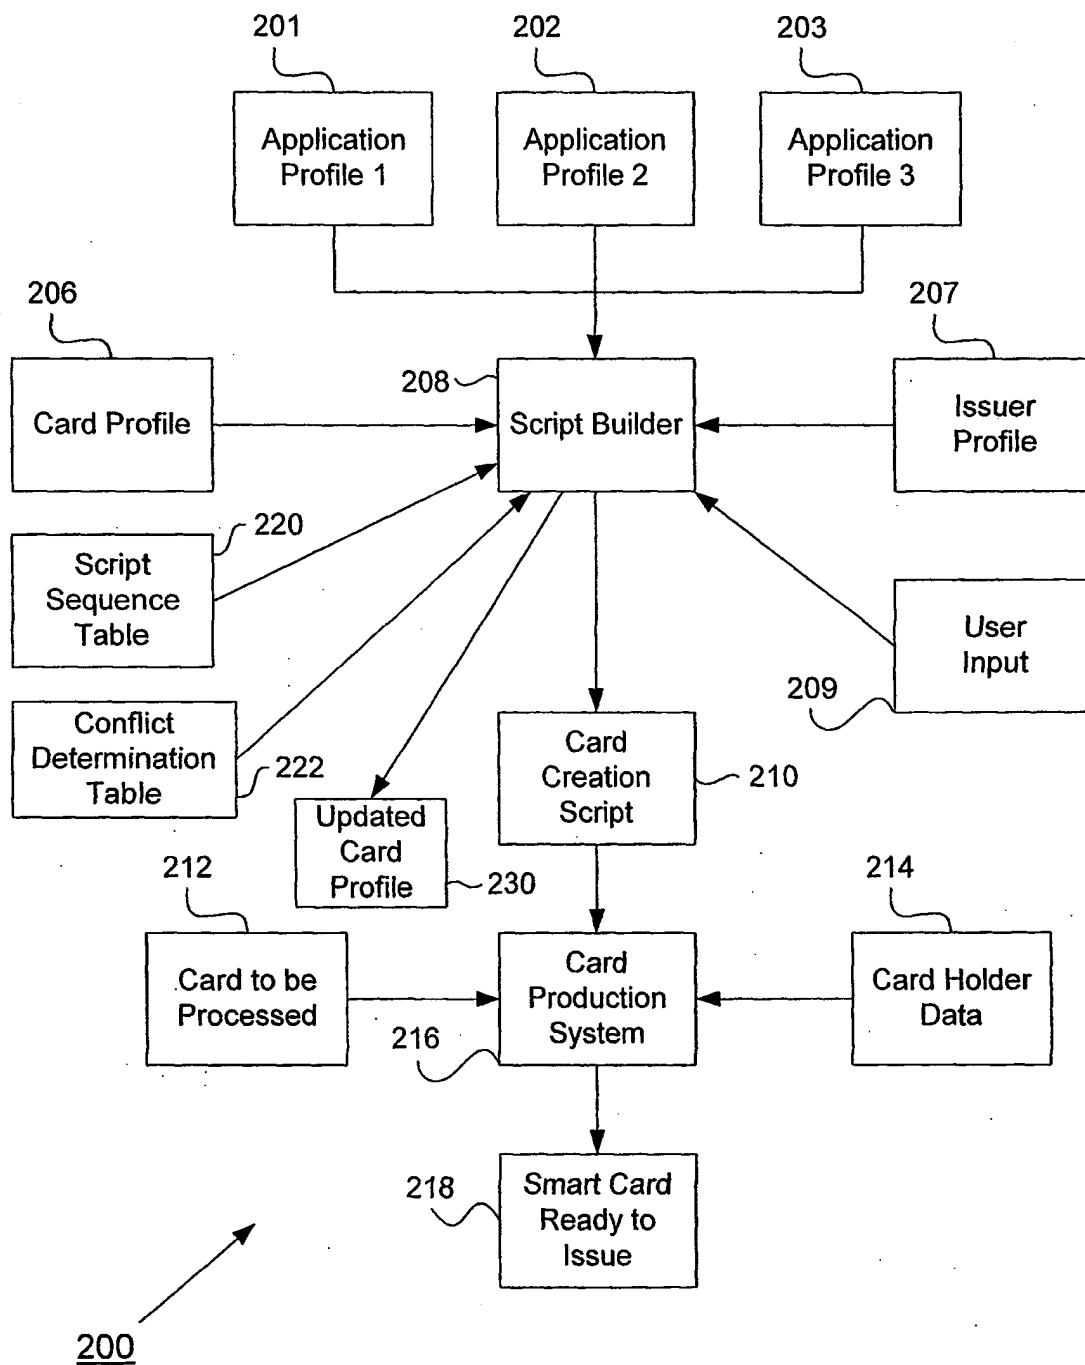 201
202
203
Application
Profile 1
Application
Profile 2
Application
Profile 3
206
207
Card Profile
208
Script Builder
Issuer
Profile
220
Script
Sequence
Table
User
Input
209
Conflict
Determination
Table
222
Card
Creation
Script
210
Updated
Card
Profile
230
212
214
Card to be
Processed
Card
Production
System
216
Card Holder
Data
218
Smart Card
Ready to
Issue
200